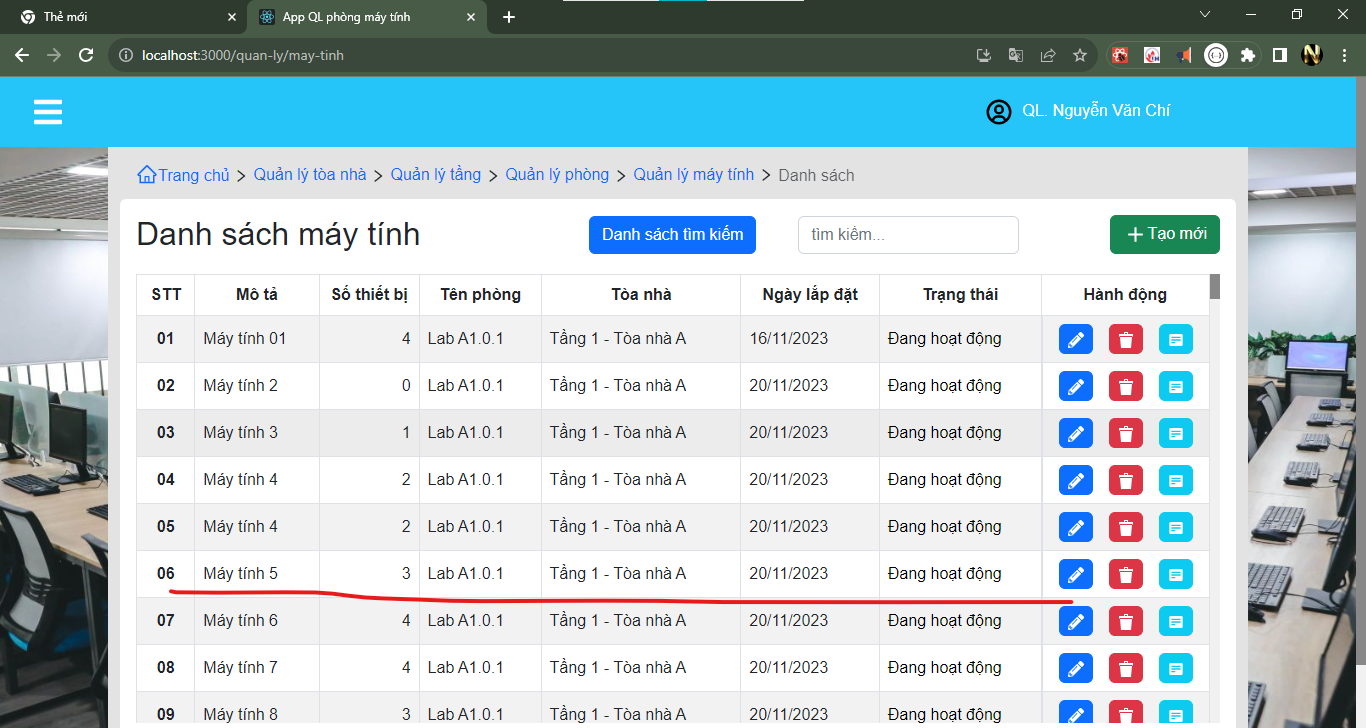 Thẻ mới
App QL phòng máy tính
localhost:3000/quan-ly/may-tinh
QL. Nguyễn Văn Chí
Trang chủ > Quản lý tòa nhà > Quản lý tầng > Quản lý phòng > Quản lý máy tính > Danh sách
Danh sách máy tính
Danh sách tìm kiếm
tìm kiếm...
Tạo mới
STT Mô tả Số thiết bị Tên phòng Tòa nhà Ngày lắp đặt Trạng thái Hành động
01 Máy tính 01 4 Lab A1.0.1 Tầng 1 - Tòa nhà A 16/11/2023 Đang hoạt động
02 Máy tính 2 0 Lab A1.0.1 Tầng 1 - Tòa nhà A 20/11/2023 Đang hoạt động
03 Máy tính 3 1 Lab A1.0.1 Tầng 1 - Tòa nhà A 20/11/2023 Đang hoạt động
04 Máy tính 4 2 Lab A1.0.1 Tầng 1 - Tòa nhà A 20/11/2023 Đang hoạt động
05 Máy tính 4 2 Lab A1.0.1 Tầng 1 - Tòa nhà A 20/11/2023 Đang hoạt động
06 Máy tính 5 3 Lab A1.0.1 Tầng 1 - Tòa nhà A 20/11/2023 Đang hoạt động
07 Máy tính 6 4 Lab A1.0.1 Tầng 1 - Tòa nhà A 20/11/2023 Đang hoạt động
08 Máy tính 7 4 Lab A1.0.1 Tầng 1 - Tòa nhà A 20/11/2023 Đang hoạt động
09 Máy tính 8 3 Lab A1.0.1 Tầng 1 - Tòa nhà A 20/11/2023 Đang hoạt động